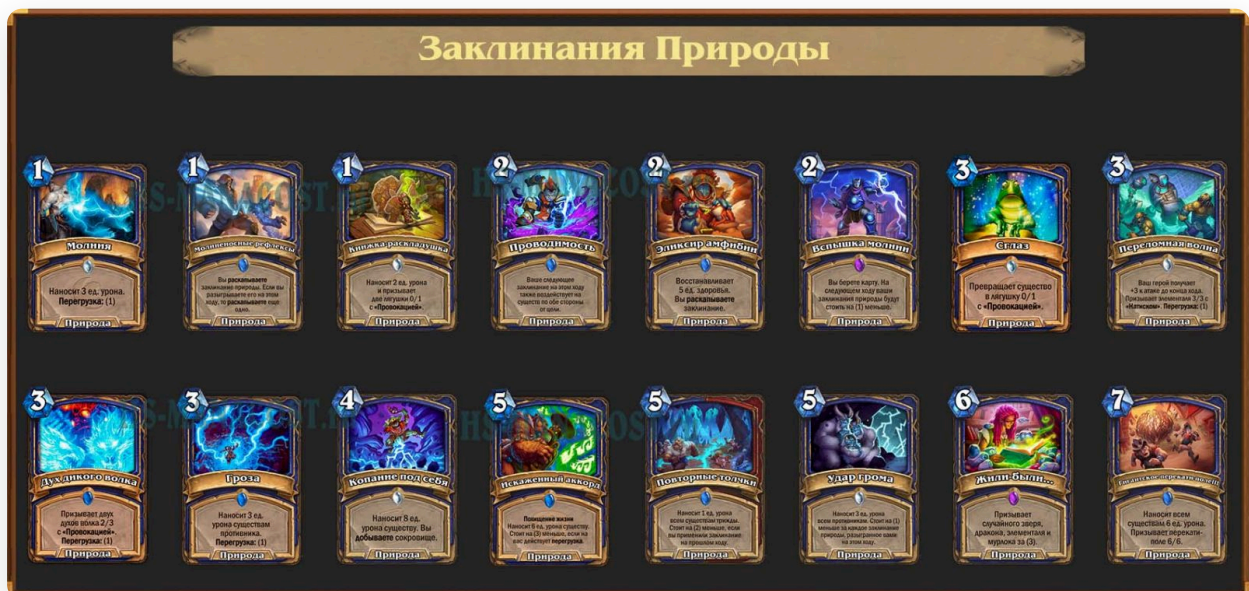 Заклинания Природы
1
Молния
Наносит 3 ед. урона.
Перегрузка: (1)
Природа
1
Молниеносные рефлексы
Вы раскапываете
заклинание природы. Если вы
разыгрываете его на этом
ходу, то раскапываете еще
одно.
Природа
1
Книжка-раскладушка
Наносит 2 ед. урона
и призывает
две лягушки 0/1
с «Провокацией».
Природа
2
Проводимость
Ваше следующее
заклинание на этом ходу
также воздействует на
существ по обе стороны
от цели.
Природа
2
Эликсир амфибии
Восстанавливает
5 ед. здоровья.
Вы раскапываете
заклинание.
Природа
2
Вспышка молнии
Вы берете карту. На
следующем ходу ваши
заклинания природы будут
стоить на (1) меньше.
Природа
3
Сглаз
Превращает существо
в лягушку 0/1
с «Провокацией».
Природа
3
Переломная волна
Ваш герой получает
+3 к атаке до конца хода.
Призывает элементаля 3/3 с
«Натиском». Перегрузка: (1)
Природа
3
Дух дикого волка
Призывает двух
духов волка 2/3
с «Провокацией».
Перегрузка: (1)
Природа
3
Гроза
Наносит 3 ед.
урона существам
противника.
Перегрузка: (1)
Природа
4
Копание под себя
Наносит 8 ед.
урона существу. Вы
добываете сокровище.
Природа
5
Искаженный аккорд
Похищение жизни
Наносит 8 ед. урона существу.
Стоит на (3) меньше, если на
вас действует перегрузка.
Природа
5
Повторные толчки
Наносит 1 ед. урона
всем существам трижды.
Стоит на (2) меньше, если
вы применили заклинание
на прошлом ходу.
Природа
5
Удар грома
Наносит 3 ед. урона
всем противникам. Стоит на (1)
меньше за каждое заклинание
природы, разыгранное вами
на этом ходу.
Природа
6
Жили-были...
Призывает
случайного зверя,
дракона, элементаля и
мурлока за (3).
Природа
7
Гигантское перекати-поле!!!
Наносит всем
существам 6 ед. урона.
Призывает перекати-
поле 6/6.
Природа